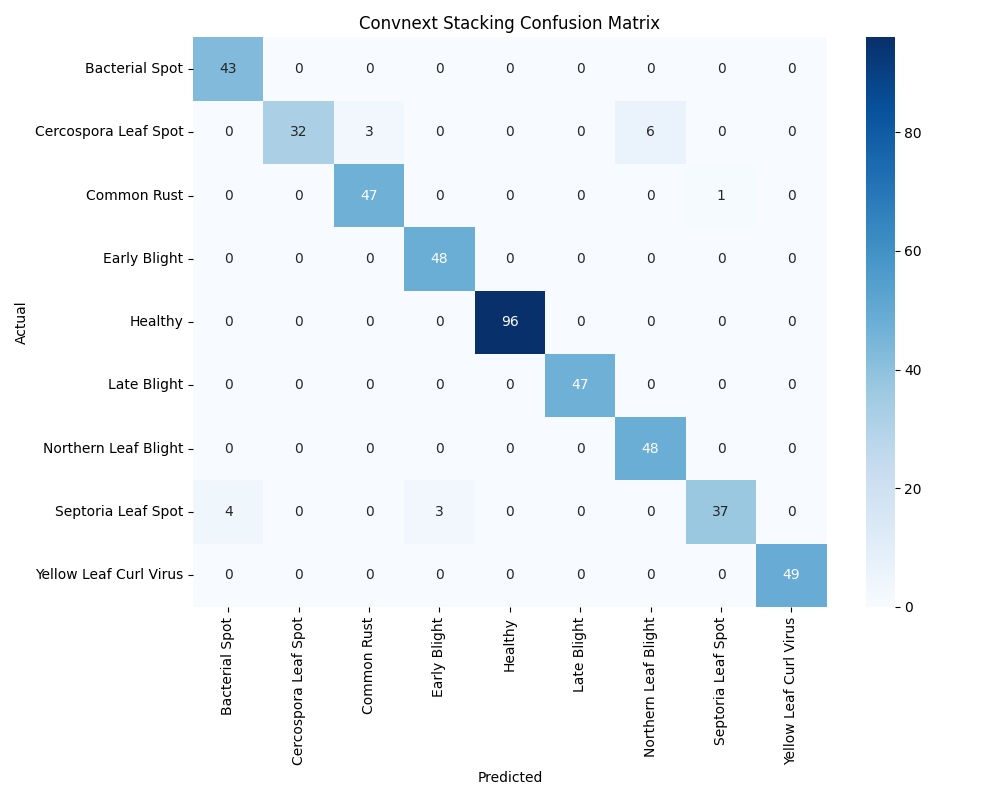 Convnext Stacking Confusion Matrix
Actual
Bacterial Spot 43 0 0 0 0 0 0 0 0
Cercospora Leaf Spot 0 32 3 0 0 0 6 0 0
Common Rust 0 0 47 0 0 0 0 1 0
Early Blight 0 0 0 48 0 0 0 0 0
Healthy 0 0 0 0 96 0 0 0 0
Late Blight 0 0 0 0 0 47 0 0 0
Northern Leaf Blight 0 0 0 0 0 0 48 0 0
Septoria Leaf Spot 4 0 0 3 0 0 0 37 0
Yellow Leaf Curl Virus 0 0 0 0 0 0 0 0 49
Bacterial Spot
Cercospora Leaf Spot
Common Rust
Early Blight
Healthy
Late Blight
Northern Leaf Blight
Septoria Leaf Spot
Yellow Leaf Curl Virus
Predicted
80
60
40
20
0